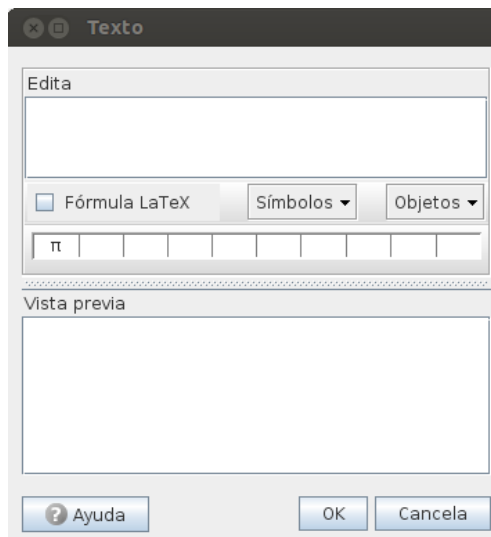 Texto
Edita
Fórmula LaTeX Símbolos Objetos
π
Vista previa
Ayuda OK Cancela